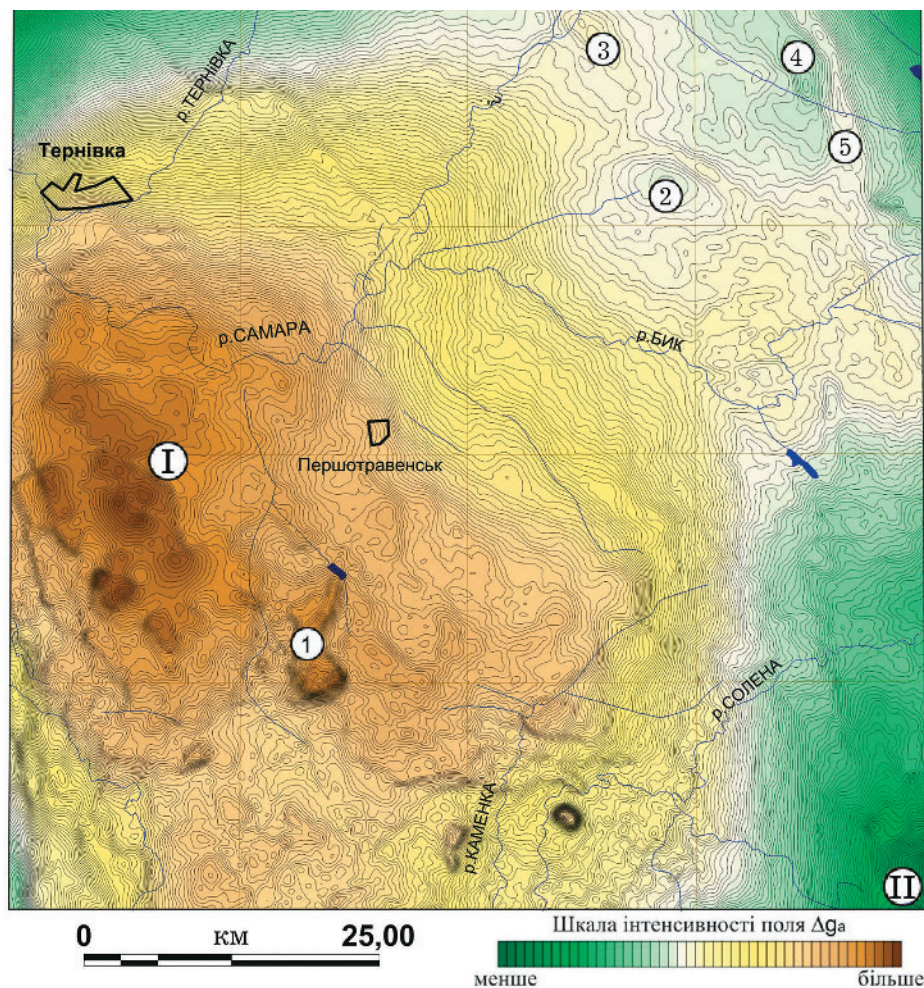 3
4
р.ТЕРНІВКА
Тернівка
5
2
р.САМАРА
р.БИК
I
Першотравенськ
1
р.СОЛЕНА
р.КАМЕНКА
II
0 км 25,00
Шкала інтенсивності поля Δgа
менше більше